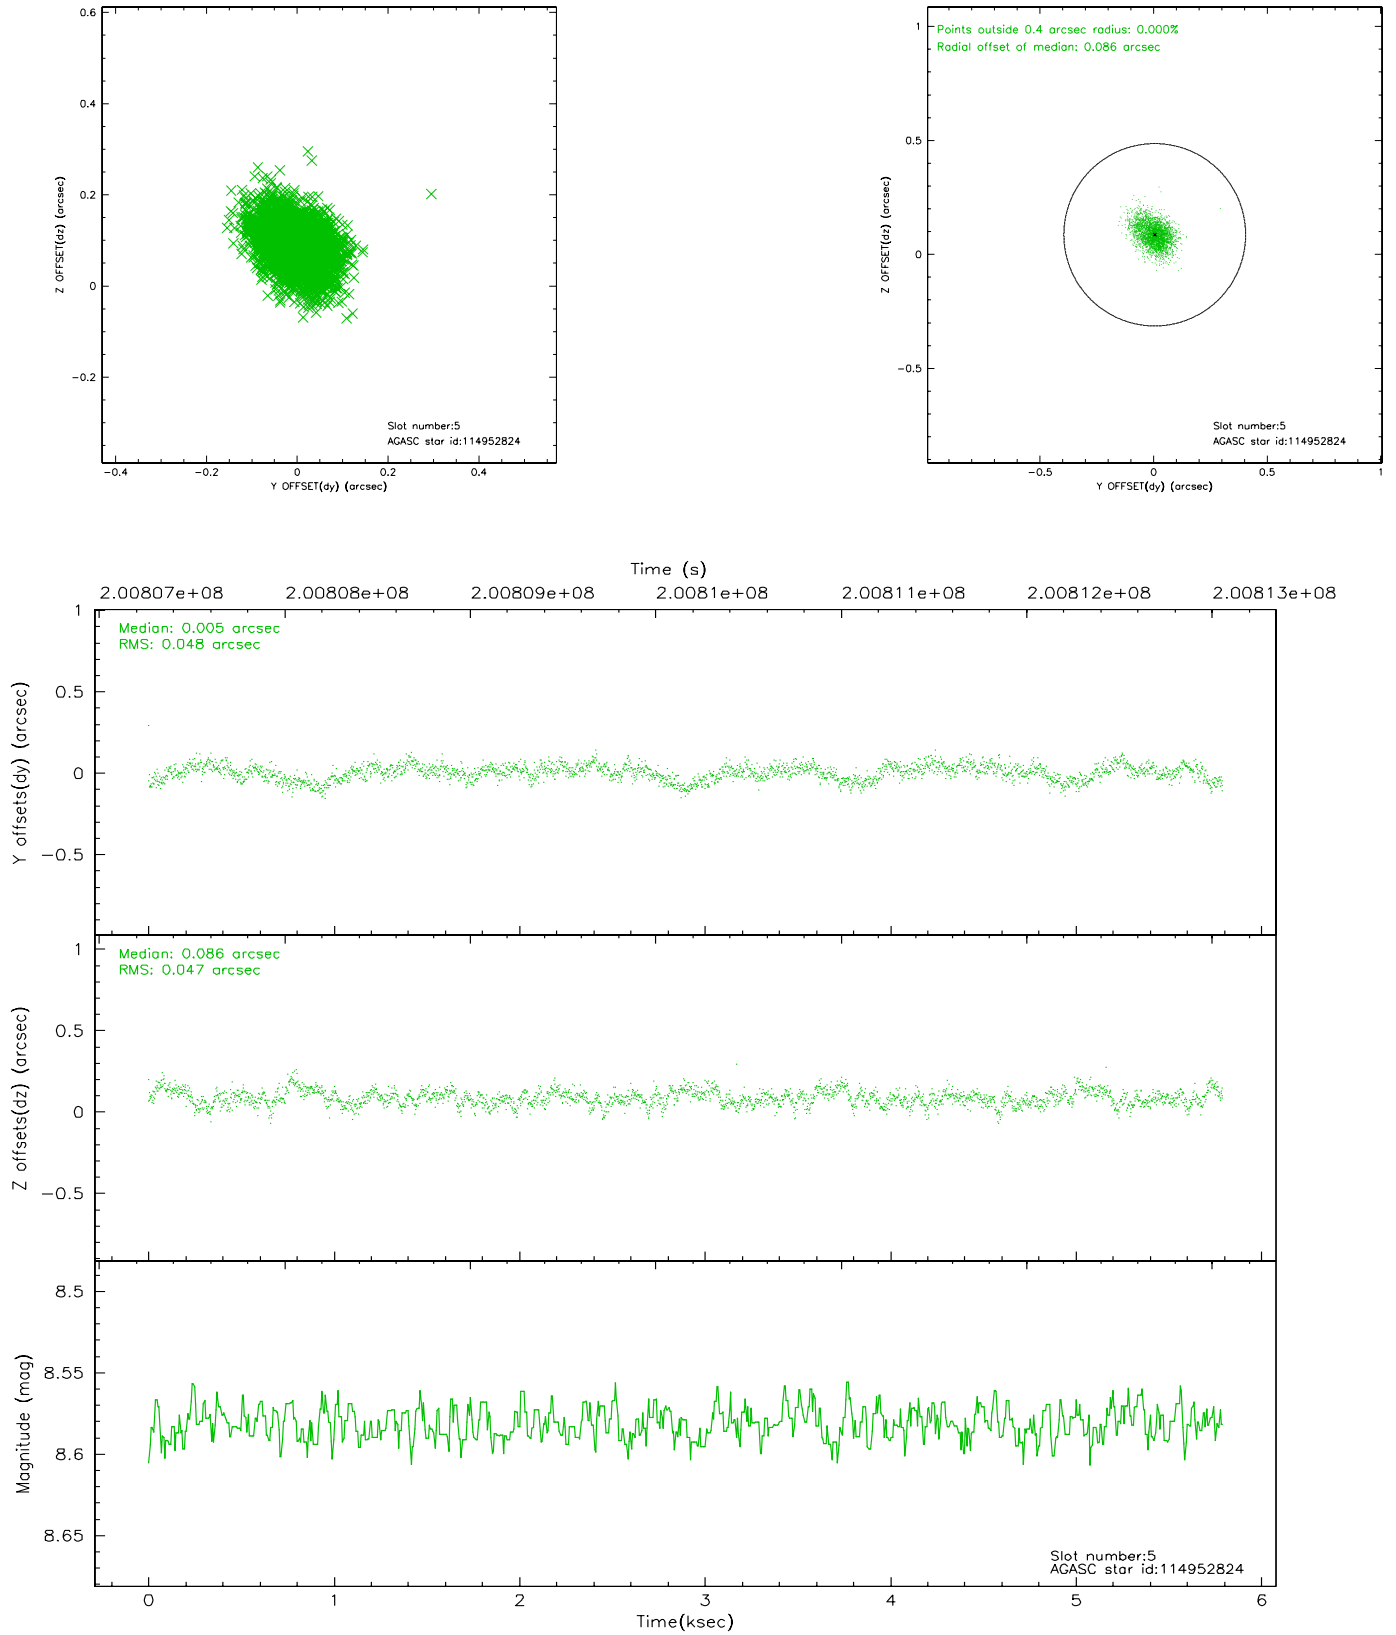 0.6
0.4
0.2
0
−0.2
Z OFFSET(dz) (arcsec)
Slot number:5
AGASC star id:114952824
−0.4 −0.2 0 0.2 0.4
Y OFFSET(dy) (arcsec)
Points outside 0.4 arcsec radius: 0.000%
Radial offset of median: 0.086 arcsec
1
0.5
0
−0.5
Z OFFSET(dz) (arcsec)
Slot number:5
AGASC star id:114952824
−0.5 0 0.5 1
Y OFFSET(dy) (arcsec)
Time (s)
2.00807e+08 2.00808e+08 2.00809e+08 2.0081e+08 2.00811e+08 2.00812e+08 2.00813e+08
Median: 0.005 arcsec
RMS: 0.048 arcsec
1
0.5
0
−0.5
Y offsets(dy) (arcsec)
Median: 0.086 arcsec
RMS: 0.047 arcsec
1
0.5
0
−0.5
Z offsets(dz) (arcsec)
8.5
8.55
8.6
8.65
Magnitude (mag)
Slot number:5
AGASC star id:114952824
0 1 2 3 4 5 6
Time(ksec)